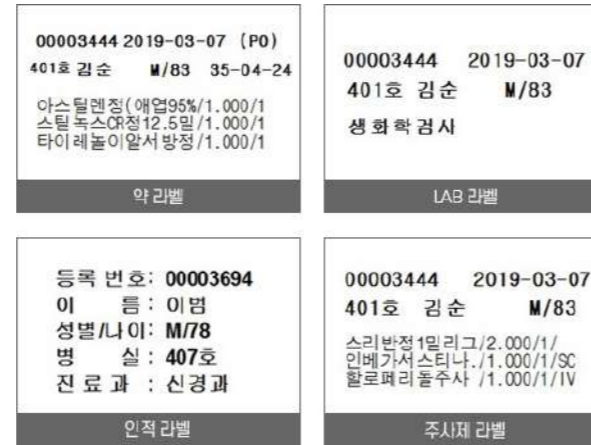 00003444 2019-03-07 (PO)
401호 김순 M/83 35-04-24
아스틸렌정(애엽95%/1.000/1
스틸녹스CR정12.5밀/1.000/1
타이레놀이알서방정/1.000/1
약 라벨
00003444 2019-03-07
401호 김순 M/83
생화학검사
LAB 라벨
등록 번호: 00003694
이 름 : 이범
성별/나이: M/78
병 실 : 407호
진 료 과 : 신경과
인적 라벨
00003444 2019-03-07
401호 김순 M/83
스리반정1밀리그/2.000/1/
인베가서스티나./1.000/1/SC
할로페리돌주사 /1.000/1/IV
주사제 라벨